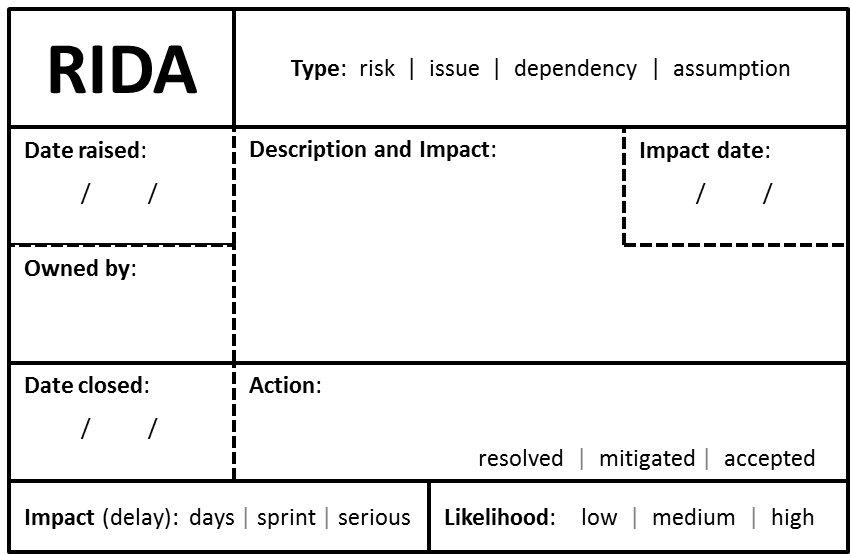 RIDA
Type: risk | issue | dependency | assumption
Date raised:
/ /
Description and Impact:
Impact date:
/ /
Owned by:
Date closed:
/ /
Action:
resolved | mitigated | accepted
Impact (delay): days | sprint | serious
Likelihood: low | medium | high